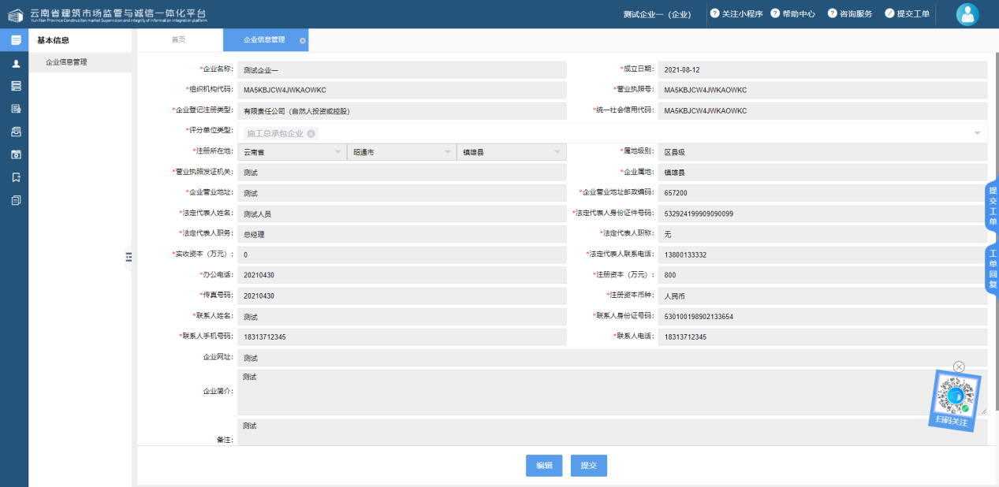 云南省建筑市场监管与诚信一体化平台
Yun Nan Province Construction market Supervision and integrity of information integration platform
测试企业一（企业）
关注小程序
帮助中心
咨询服务
提交工单
基本信息
企业信息管理
首页
企业信息管理
*企业名称: 测试企业一 *成立日期: 2021-08-12
*组织机构代码: MA5KBJCW4JWKAOWKC *营业执照号: MA5KBJCW4JWKAOWKC
*企业登记注册类型: 有限责任公司（自然人投资或控股） *统一社会信用代码: MA5KBJCW4JWKAOWKC
*评分单位类型: 施工总承包企业
*注册所在地: 云南省 昭通市 镇雄县 *属地级别: 区县级
*营业执照发证机关: 测试 *企业属地: 镇雄县
*企业营业地址: 测试 *企业营业地址邮政编码: 657200
*法定代表人姓名: 测试人员 *法定代表人身份证件号码: 532924199909090099
*法定代表人职务: 总经理 *法定代表人职称: 无
*实收资本（万元）: 0 *法定代表人联系电话: 13800133332
*办公电话: 20210430 *注册资本（万元）: 800
*传真号码: 20210430 *注册资本币种: 人民币
*联系人姓名: 测试 *联系人身份证号码: 530100198902133654
*联系人手机号码: 18313712345 *联系人电话: 18313712345
企业网址: 测试
企业简介: 测试
备注: 测试
编辑
提交
提交工单
工单回复
扫码关注